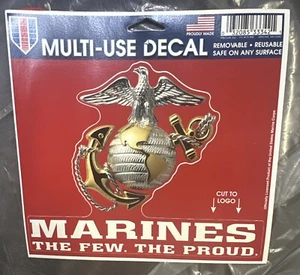 MULTI-USE DECAL
PROUDLY MADE
REMOVABLE • REUSABLE
SAFE ON ANY SURFACE
CUT TO
LOGO
MARINES
THE FEW. THE PROUD.